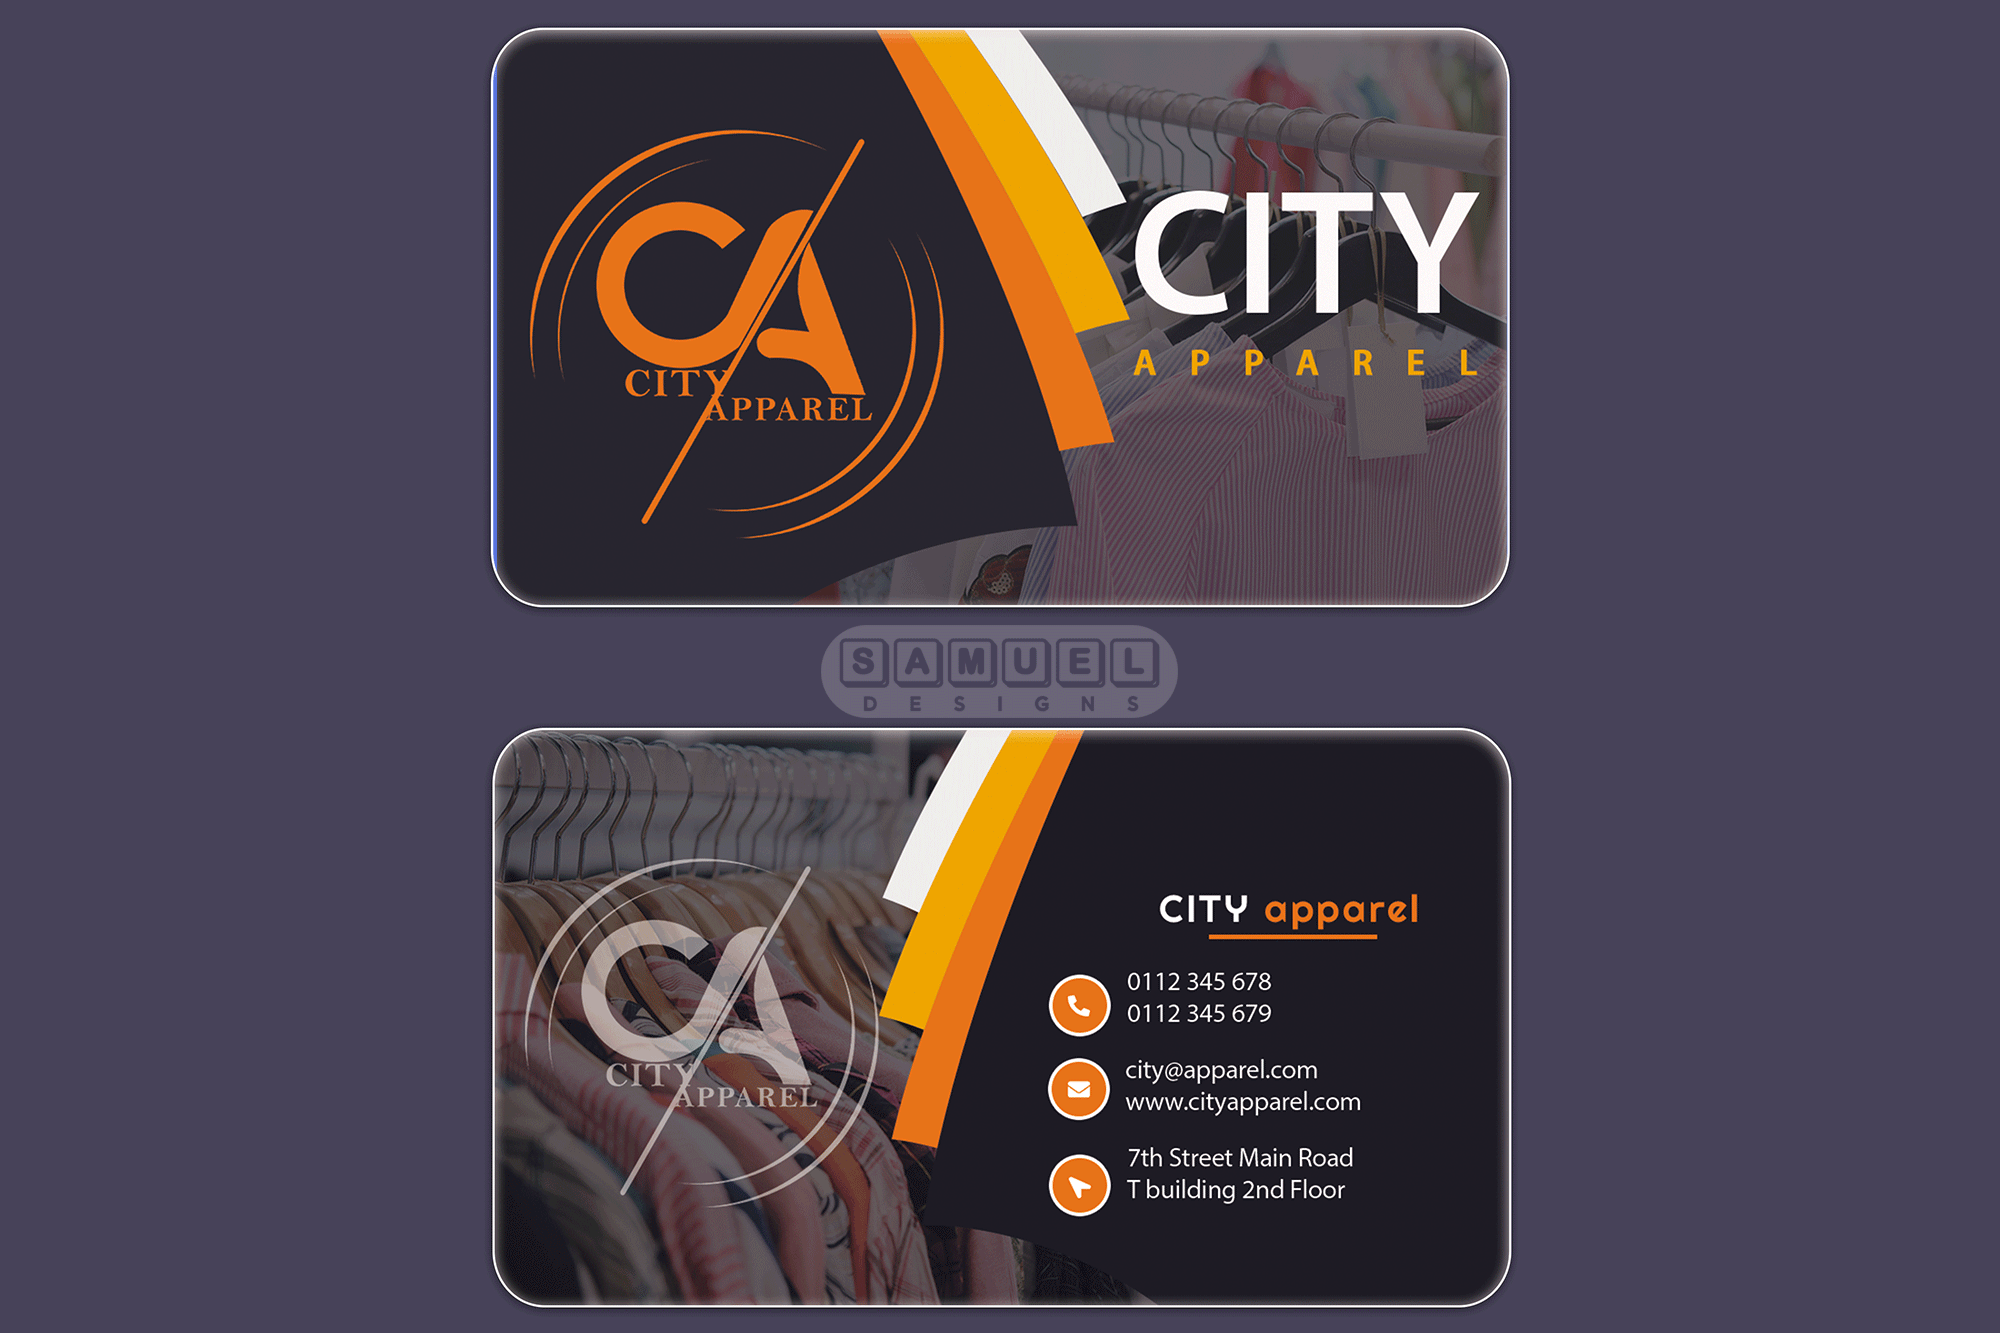 CA
CITY
APPAREL
CITY
APPAREL
SAMUEL
DESIGNS
CA
CITY
APPAREL
CITY apparel
0112 345 678
0112 345 679
city@apparel.com
www.cityapparel.com
7th Street Main Road
T building 2nd Floor